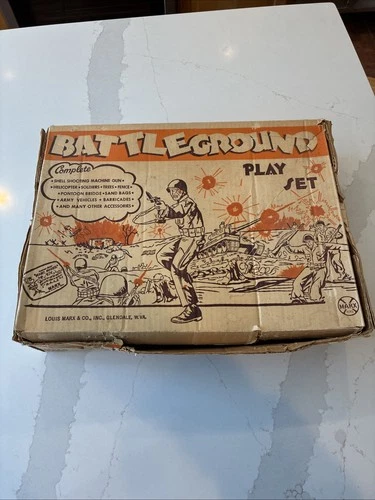 BATTLEGROUND
PLAY
SET
Complete
• SHELL SHOOTING MACHINE GUN •
• HELICOPTER • SOLDIERS • TREES • FENCE •
• PONTOON BRIDGE • SAND BAGS •
• ARMY VEHICLES • BARRICADES •
• AND MANY OTHER ACCESSORIES •
LOUIS MARX & CO., INC., GLENDALE, W.VA.
MARX